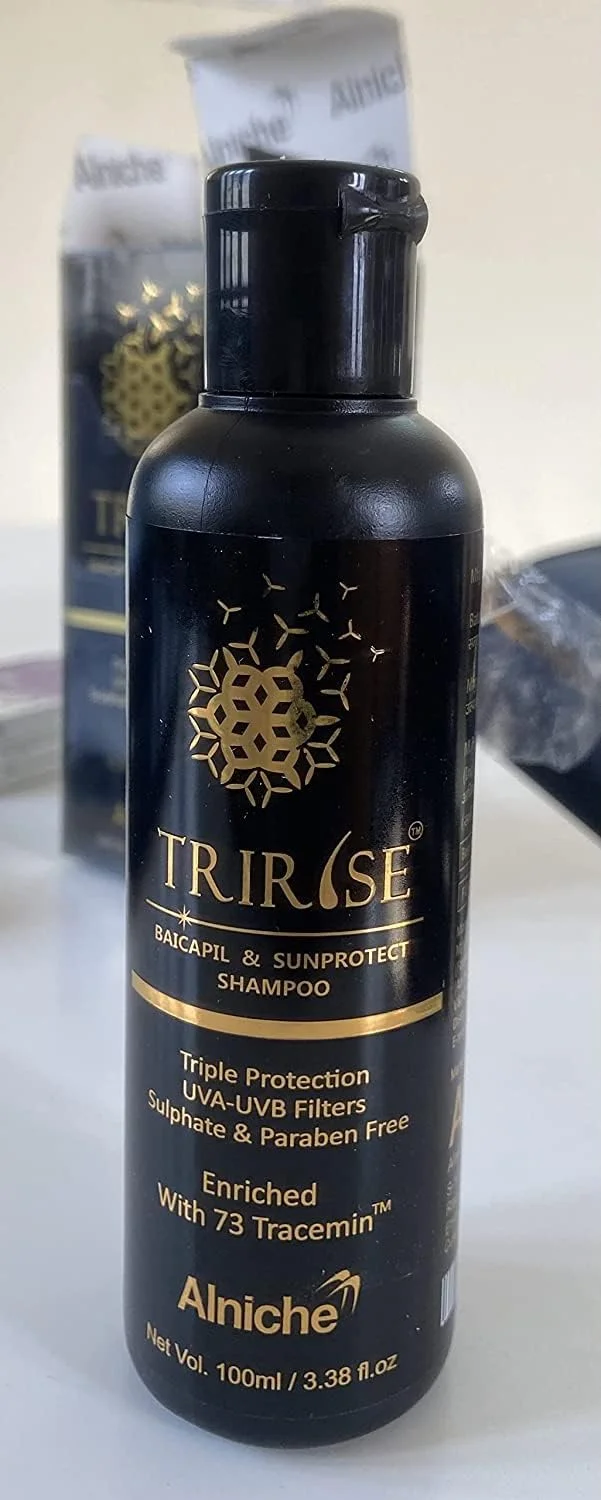 Alniche
Alniche
Alnich
TRIRISE™
BAICAPIL & SUNPROTECT
SHAMPOO
Triple Protection
UVA-UVB Filters
Sulphate & Paraben Free
Enriched
With 73 Tracemin™
Alniche
Net Vol. 100ml / 3.38 fl.oz